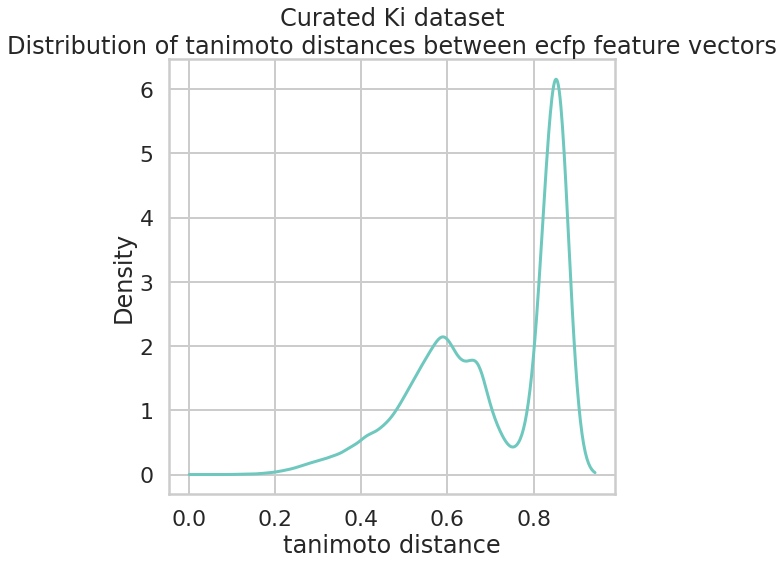 Curated Ki dataset
Distribution of tanimoto distances between ecfp feature vectors
6
5
4
3
2
1
0
Density
0.0 0.2 0.4 0.6 0.8
tanimoto distance